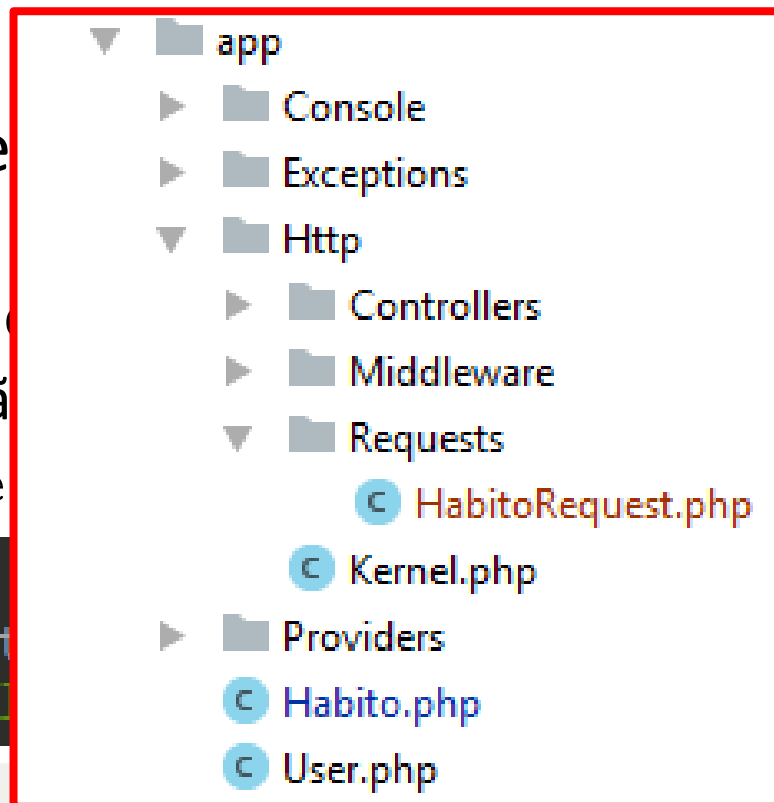 app
Console
Exceptions
Http
Controllers
Middleware
Requests
HabitoRequest.php
Kernel.php
Providers
Habito.php
User.php